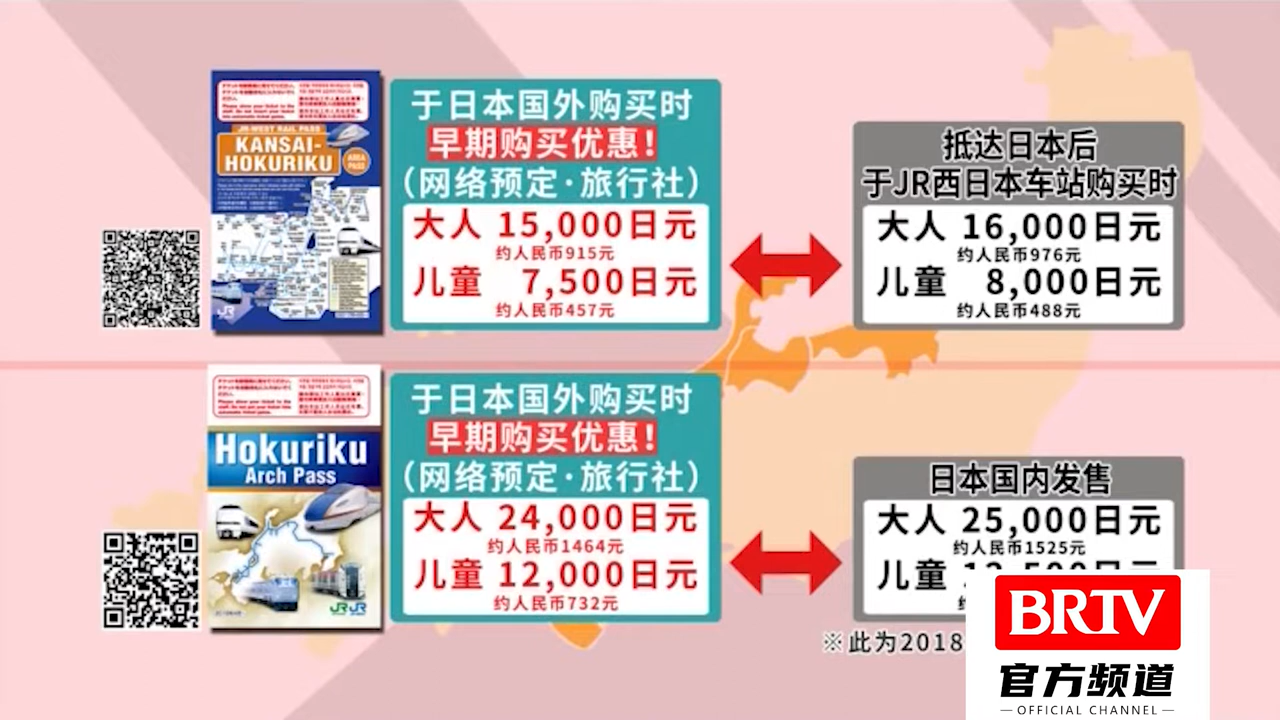 JR-WEST RAIL PASS
KANSAI-
HOKURIKU
AREA
PASS
于日本国外购买时
早期购买优惠！
（网络预定·旅行社）
大人 15,000日元
约人民币915元
儿童 7,500日元
约人民币457元
抵达日本后
于JR西日本车站购买时
大人 16,000日元
约人民币976元
儿童 8,000日元
约人民币488元
Hokuriku
Arch Pass
于日本国外购买时
早期购买优惠！
（网络预定·旅行社）
大人 24,000日元
约人民币1464元
儿童 12,000日元
约人民币732元
日本国内发售
大人 25,000日元
约人民币1525元
儿童
※此为2018
BRTV
官方频道
OFFICIAL CHANNEL